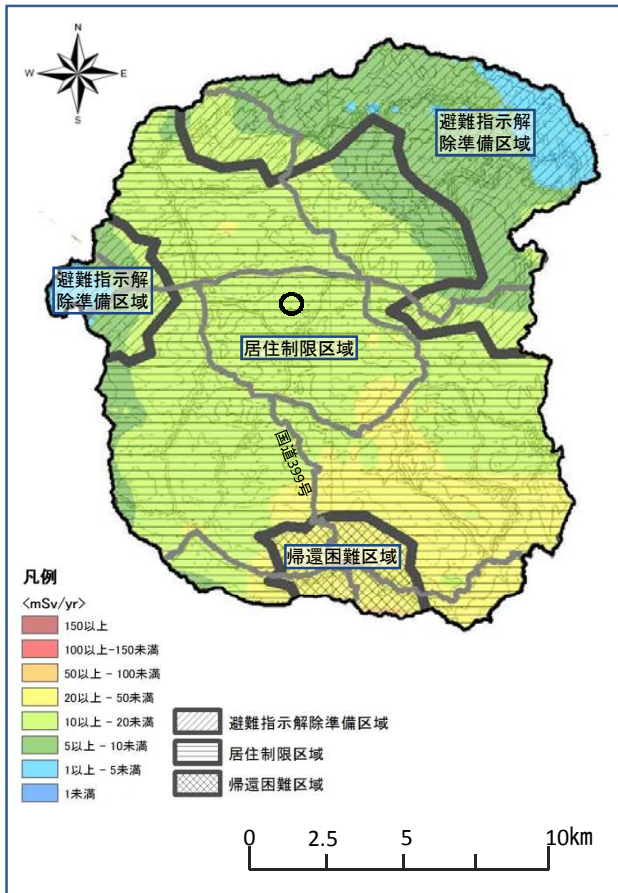 N
W
E
S
避難指示解
除準備区域
避難指示解
除準備区域
居住制限区域
国道399号
帰還困難区域
凡例
<mSv/yr>
150以上
100以上-150未満
50以上 - 100未満
20以上 - 50未満
10以上 - 20未満
5以上 - 10未満
1以上 - 5未満
1未満
避難指示解除準備区域
居住制限区域
帰還困難区域
0 2.5 5 10km